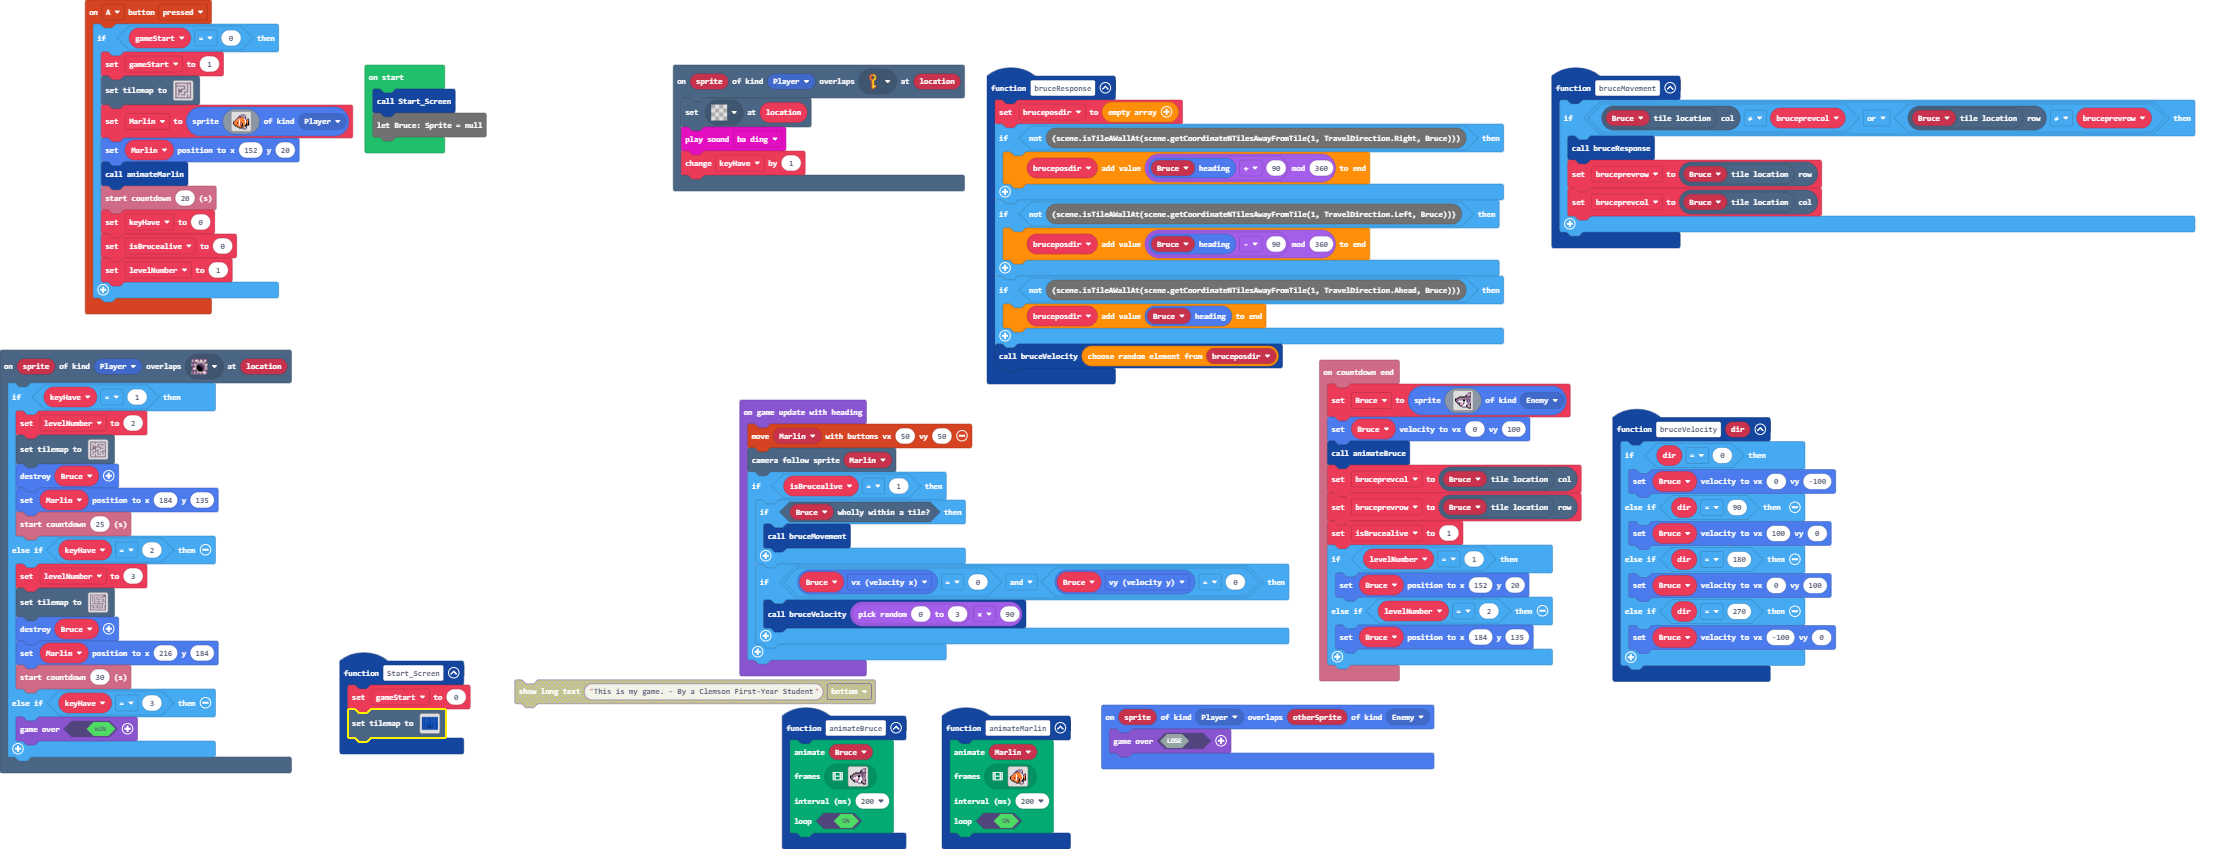 on A button pressed
if gameStart = 0 then
set gameStart to 1
set tilemap to
set Marlin to sprite of kind Player
set Marlin position to x 152 y 20
call animateMarlin
start countdown 20 (s)
set keyHave to 0
set isBrucealive to 0
set levelNumber to 1
on start
call Start_Screen
let Bruce: Sprite = null
on sprite of kind Player overlaps at location
set at location
play sound ba ding
change keyHave by 1
function bruceResponse
set bruceposdir to empty array
if not (scene.isTileAWallAt(scene.getCoordinateNTilesAwayFromTile(1, TravelDirection.Right, Bruce))) then
bruceposdir add value Bruce heading + 90 mod 360 to end
if not (scene.isTileAWallAt(scene.getCoordinateNTilesAwayFromTile(1, TravelDirection.Left, Bruce))) then
bruceposdir add value Bruce heading - 90 mod 360 to end
if not (scene.isTileAWallAt(scene.getCoordinateNTilesAwayFromTile(1, TravelDirection.Ahead, Bruce))) then
bruceposdir add value Bruce heading to end
call bruceVelocity choose random element from bruceposdir
function bruceMovement
if Bruce tile location col ≠ bruceprevcol or Bruce tile location row ≠ bruceprevrow then
call bruceResponse
set bruceprevrow to Bruce tile location row
set bruceprevcol to Bruce tile location col
on sprite of kind Player overlaps at location
if keyHave = 1 then
set levelNumber to 2
set tilemap to
destroy Bruce
set Marlin position to x 184 y 135
start countdown 25 (s)
else if keyHave = 2 then
set levelNumber to 3
set tilemap to
destroy Bruce
set Marlin position to x 216 y 184
start countdown 30 (s)
else if keyHave = 3 then
game over WIN
on game update with heading
move Marlin with buttons vx 50 vy 50
camera follow sprite Marlin
if isBrucealive = 1 then
if Bruce wholly within a tile? then
call bruceMovement
if Bruce vx (velocity x) = 0 and Bruce vy (velocity y) = 0 then
call bruceVelocity pick random 0 to 3 x 90
on countdown end
set Bruce to sprite of kind Enemy
set Bruce velocity to vx 0 vy 100
call animateBruce
set bruceprevcol to Bruce tile location col
set bruceprevrow to Bruce tile location row
set isBrucealive to 1
if levelNumber = 1 then
set Bruce position to x 152 y 20
else if levelNumber = 2 then
set Bruce position to x 184 y 135
function bruceVelocity dir
if dir = 0 then
set Bruce velocity to vx 0 vy -100
else if dir = 90 then
set Bruce velocity to vx 100 vy 0
else if dir = 180 then
set Bruce velocity to vx 0 vy 100
else if dir = 270 then
set Bruce velocity to vx -100 vy 0
function Start_Screen
set gameStart to 0
set tilemap to
show long text "This is my game. - By a Clemson First-Year Student" bottom
function animateBruce
animate Bruce
frames
interval (ms) 200
loop ON
function animateMarlin
animate Marlin
frames
interval (ms) 200
loop ON
on sprite of kind Player overlaps otherSprite of kind Enemy
game over LOSE